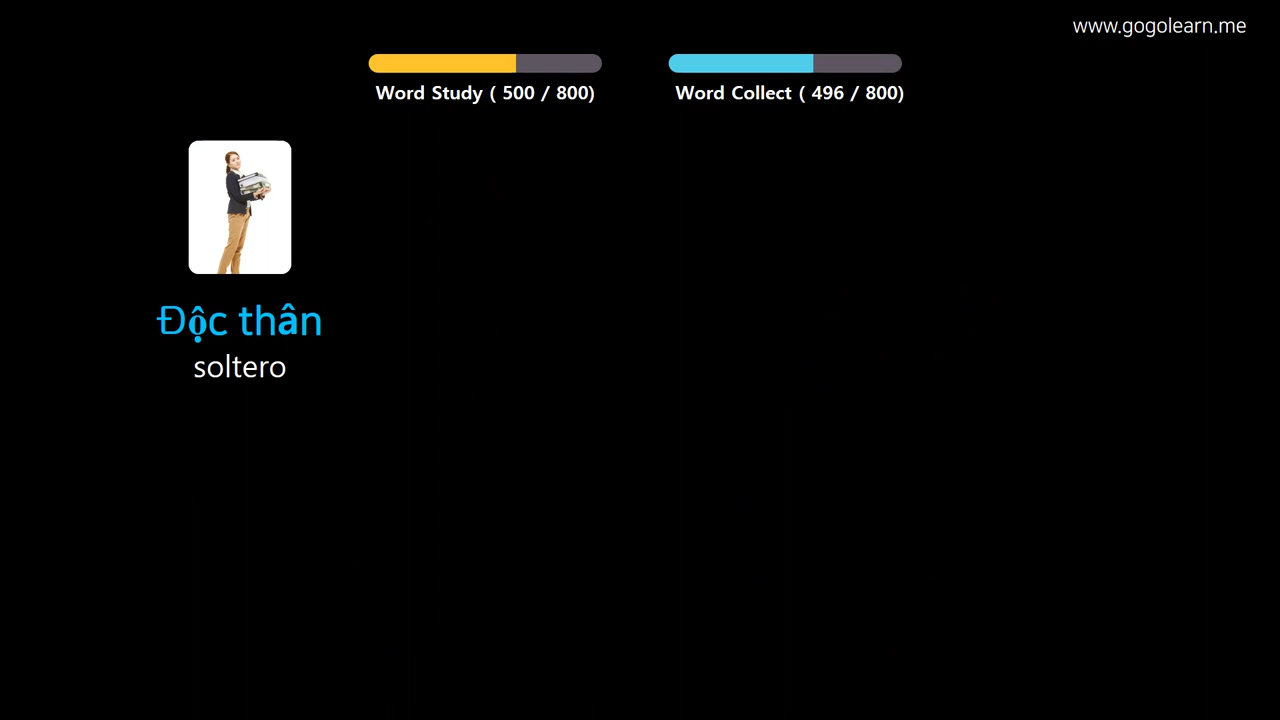 www.gogolearn.me
Word Study ( 500 / 800)
Word Collect ( 496 / 800)
Độc thân
soltero